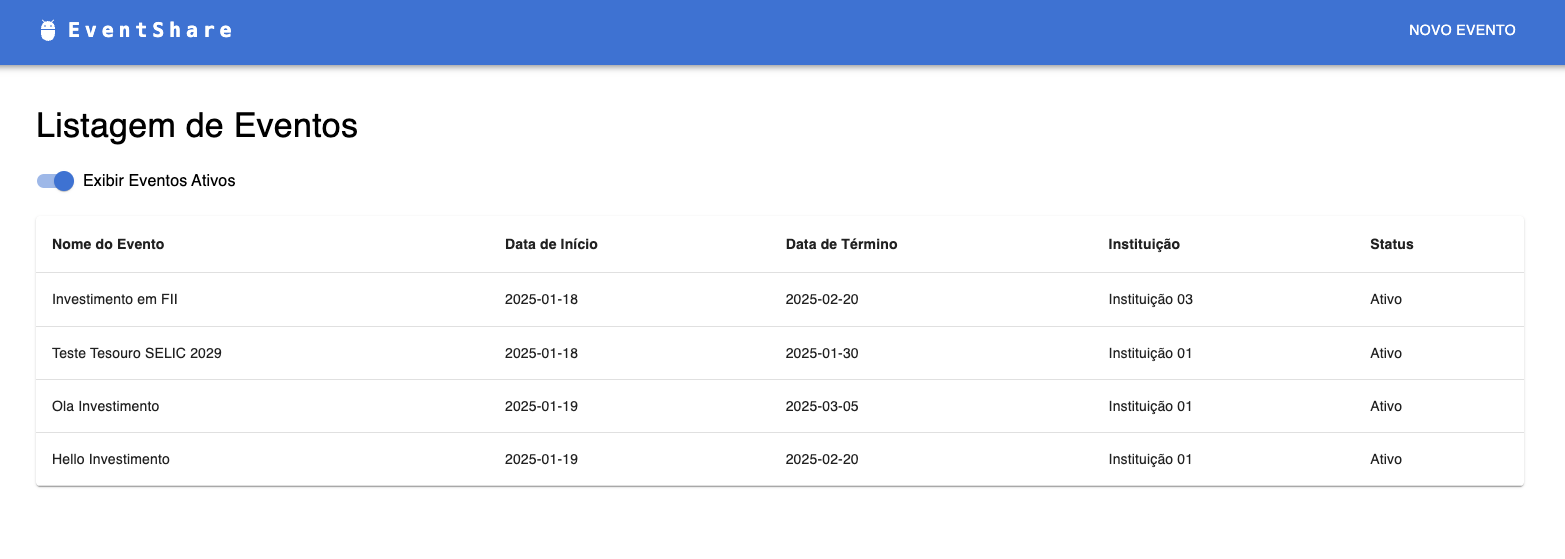 EventShare NOVO EVENTO
Listagem de Eventos
Exibir Eventos Ativos
Nome do Evento Data de Início Data de Término Instituição Status
Investimento em FII 2025-01-18 2025-02-20 Instituição 03 Ativo
Teste Tesouro SELIC 2029 2025-01-18 2025-01-30 Instituição 01 Ativo
Ola Investimento 2025-01-19 2025-03-05 Instituição 01 Ativo
Hello Investimento 2025-01-19 2025-02-20 Instituição 01 Ativo